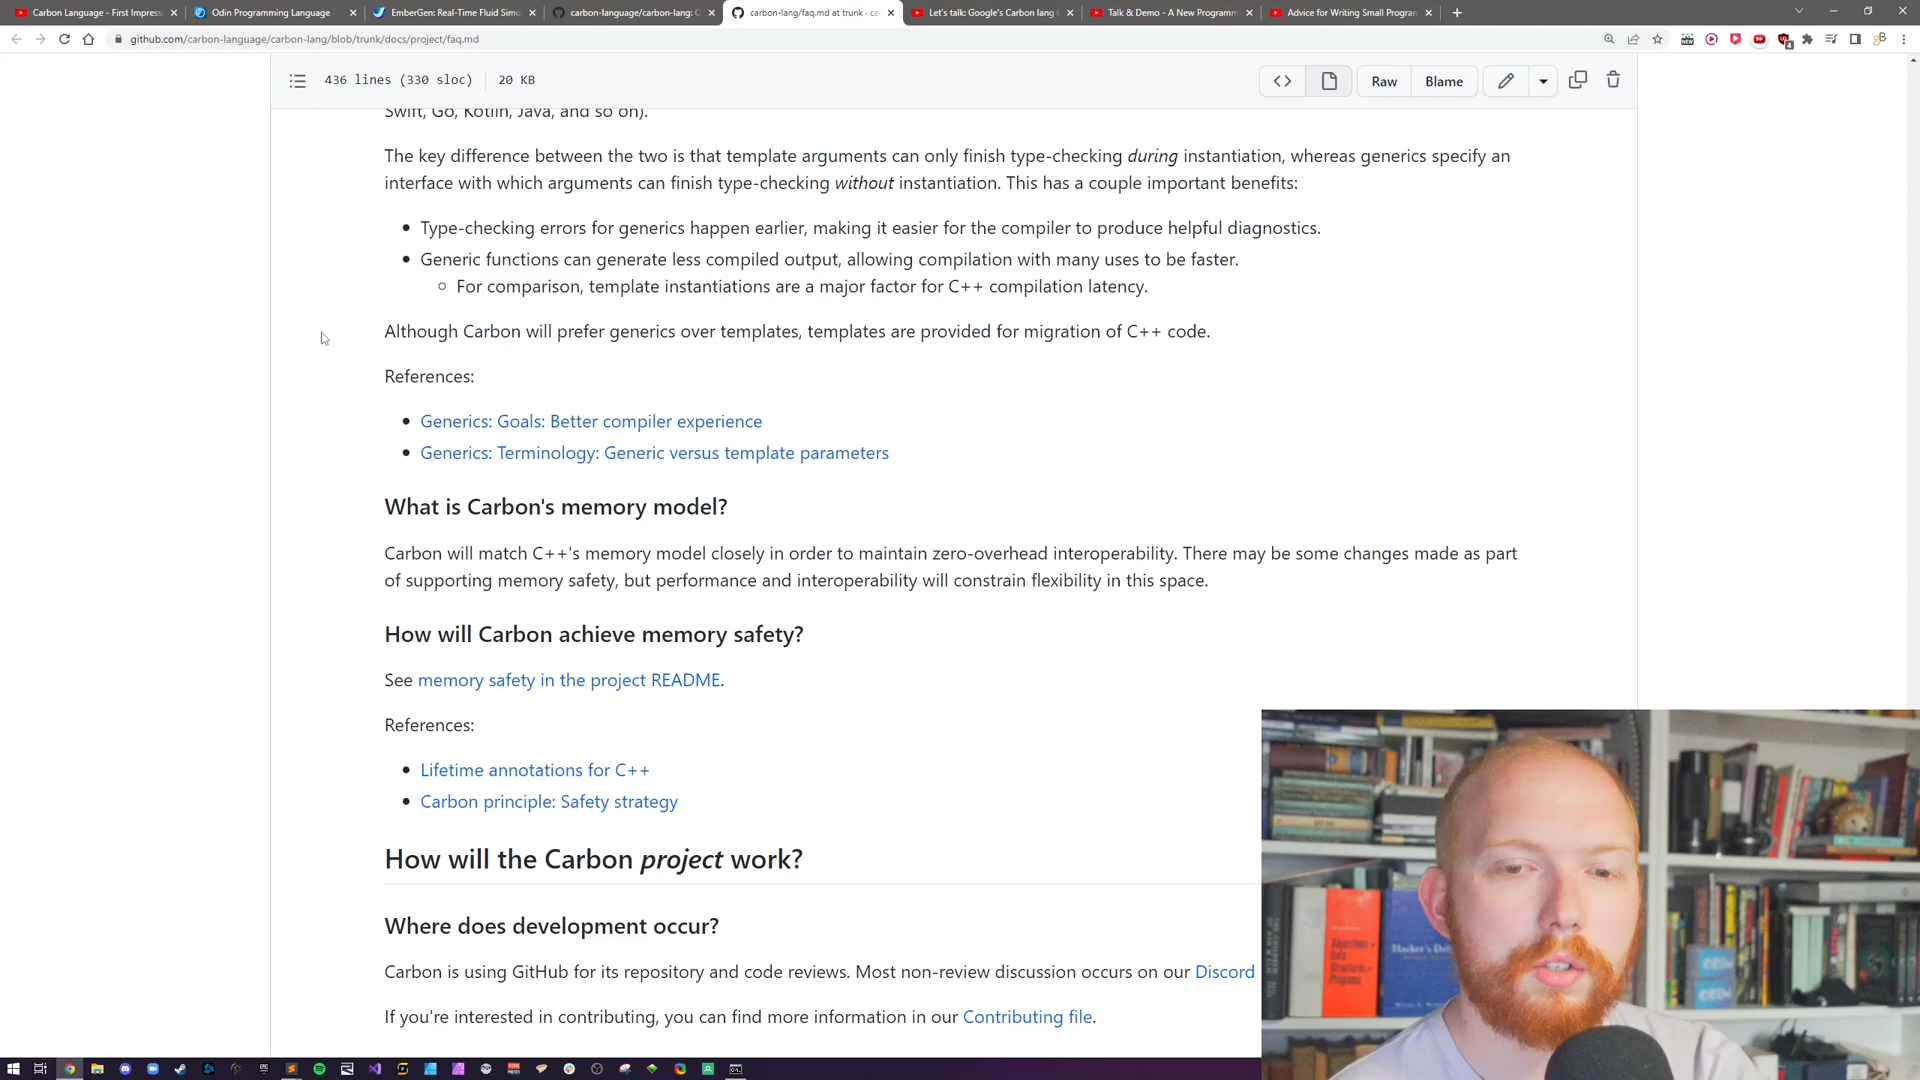 Carbon Language - First Impress
Odin Programming Language
EmberGen: Real-Time Fluid Simul
carbon-language/carbon-lang: C
carbon-lang/faq.md at trunk · ca
Let's talk: Google's Carbon lang
Talk & Demo - A New Programm
Advice for Writing Small Program
github.com/carbon-language/carbon-lang/blob/trunk/docs/project/faq.md
436 lines (330 sloc) 20 KB
Raw
Blame
Swift, Go, Kotlin, Java, and so on).
The key difference between the two is that template arguments can only finish type-checking during instantiation, whereas generics specify an
interface with which arguments can finish type-checking without instantiation. This has a couple important benefits:
Type-checking errors for generics happen earlier, making it easier for the compiler to produce helpful diagnostics.
Generic functions can generate less compiled output, allowing compilation with many uses to be faster.
For comparison, template instantiations are a major factor for C++ compilation latency.
Although Carbon will prefer generics over templates, templates are provided for migration of C++ code.
References:
Generics: Goals: Better compiler experience
Generics: Terminology: Generic versus template parameters
What is Carbon's memory model?
Carbon will match C++'s memory model closely in order to maintain zero-overhead interoperability. There may be some changes made as part
of supporting memory safety, but performance and interoperability will constrain flexibility in this space.
How will Carbon achieve memory safety?
See memory safety in the project README.
References:
Lifetime annotations for C++
Carbon principle: Safety strategy
How will the Carbon project work?
Where does development occur?
Carbon is using GitHub for its repository and code reviews. Most non-review discussion occurs on our Discord
If you're interested in contributing, you can find more information in our Contributing file.